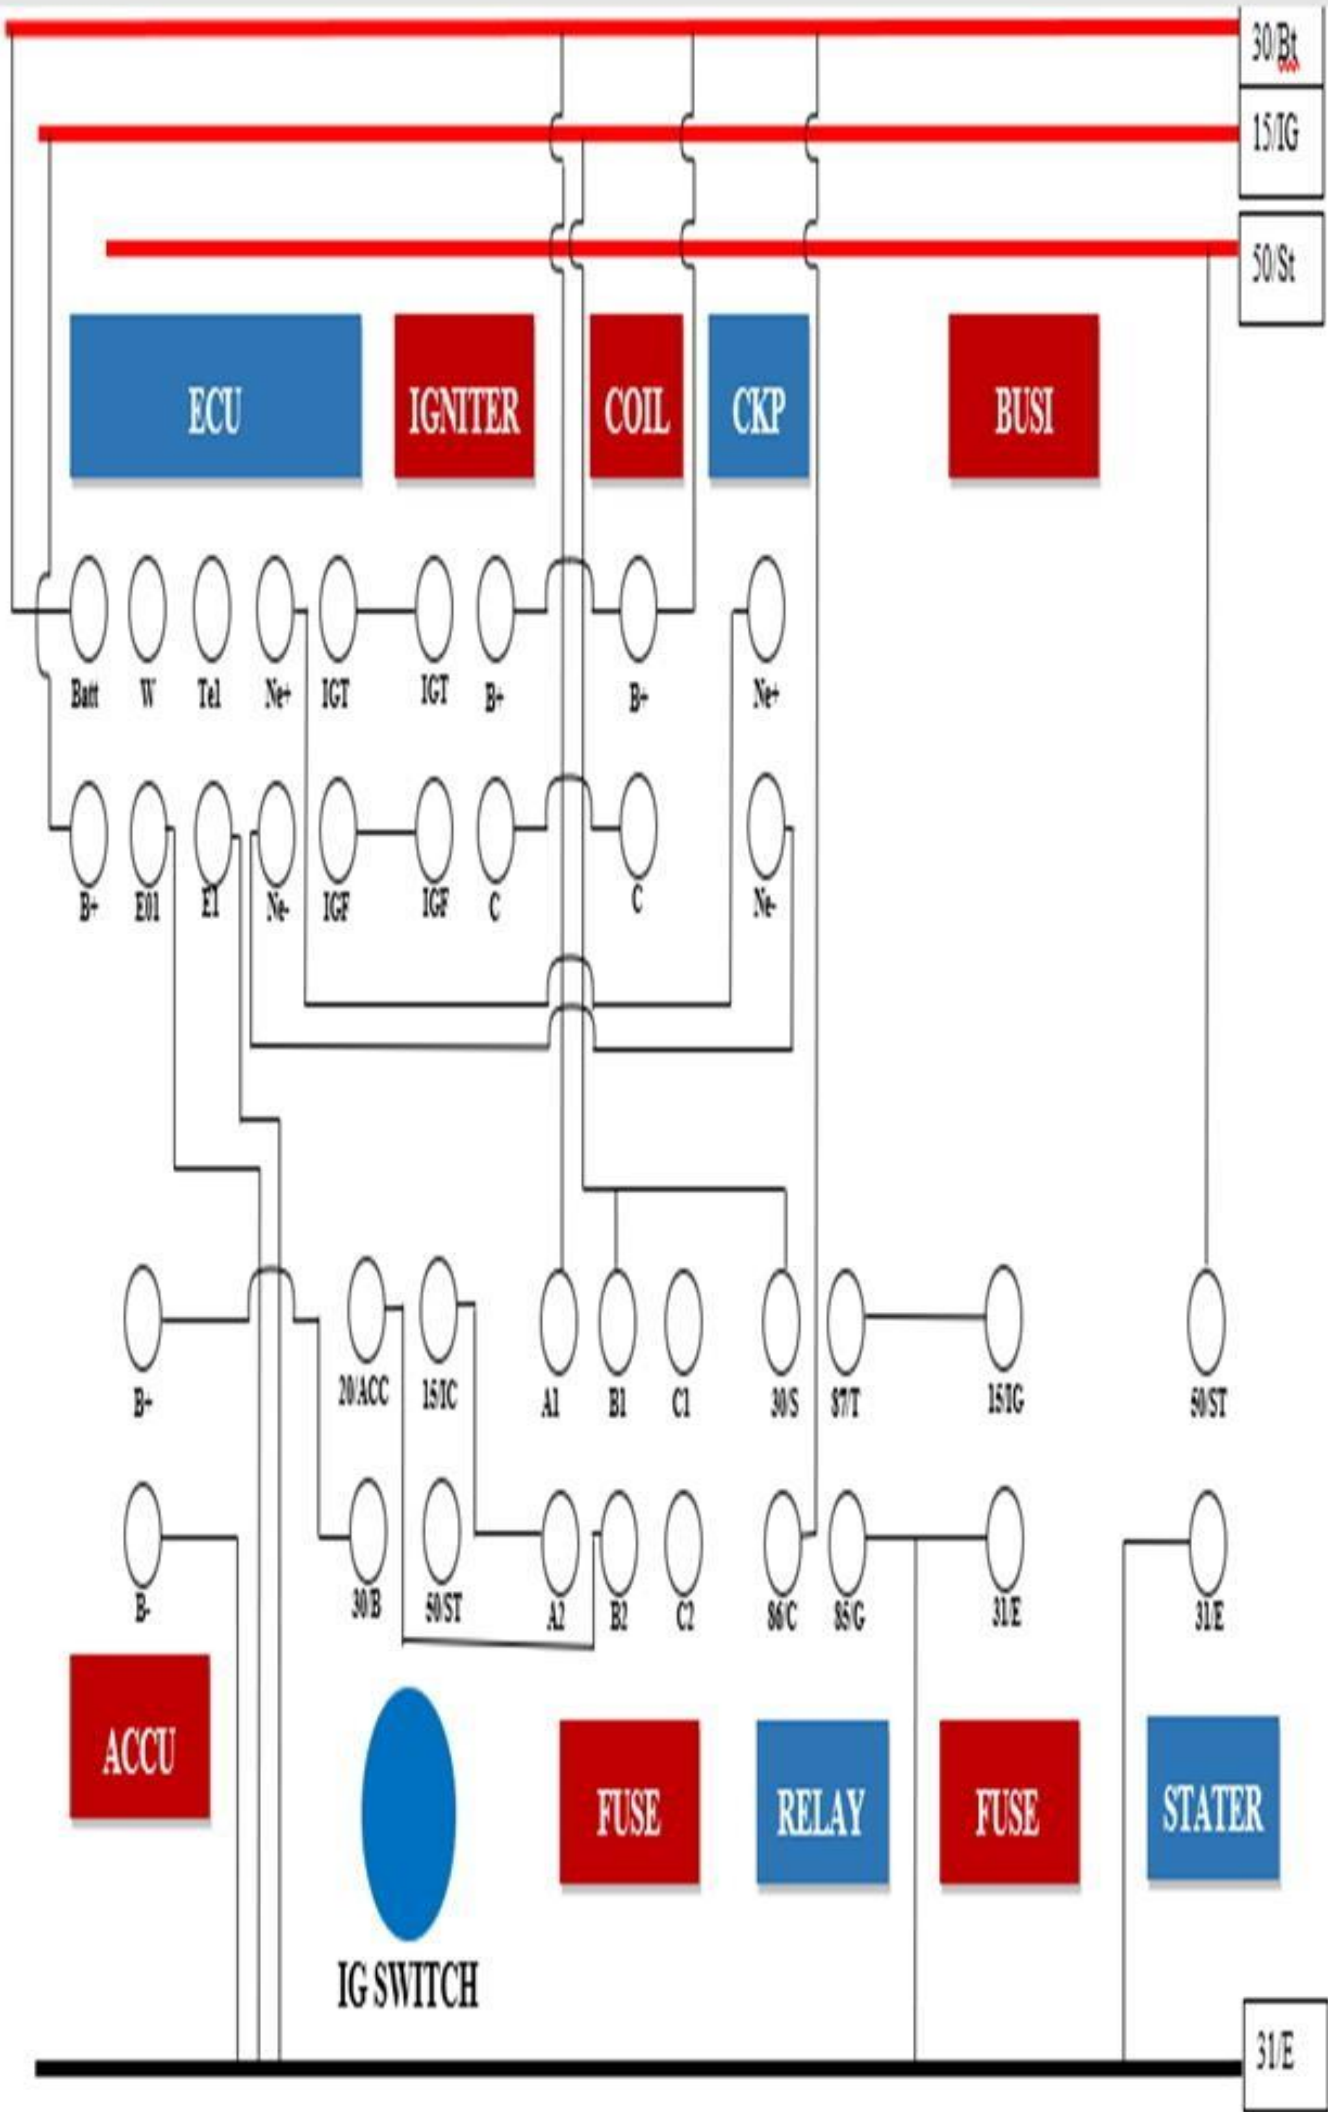 30/Bt
15/IG
50/St
ECU
IGNITER
COIL
CKP
BUSI
Batt W Te1 Ne+ IGT IGT B+ B+ Ne+
B+ E01 E1 Ne- IGF IGF C C Ne-
B+ 20/ACC 15/IC A1 B1 C1 30/S 87/T 15/IG 50/ST
B- 30/B 50/ST A2 B2 C2 86/C 85/G 31/E 31/E
ACCU
FUSE
RELAY
FUSE
STATER
IG SWITCH
31/E